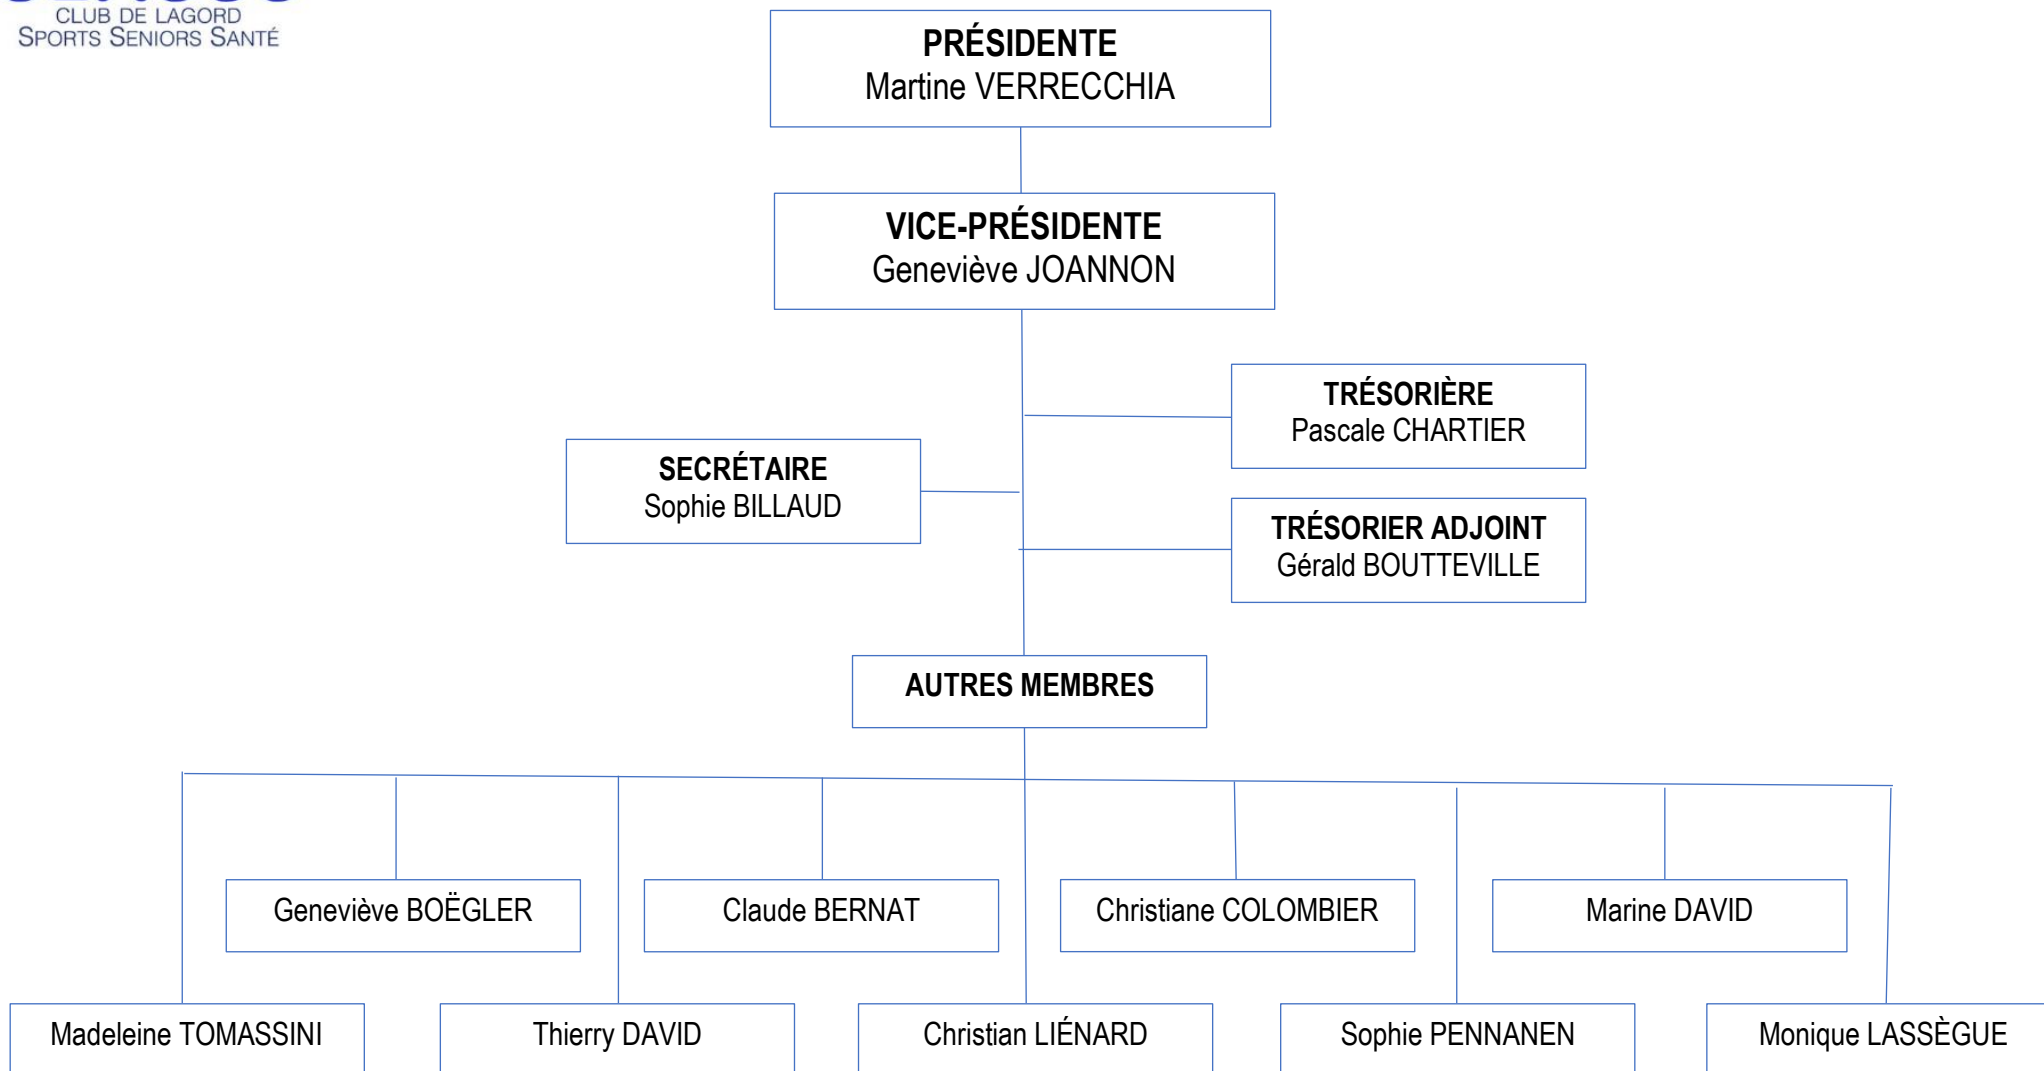 CLUB DE LAGORD
SPORTS SENIORS SANTÉ
PRÉSIDENTE
Martine VERRECCHIA
VICE-PRÉSIDENTE
Geneviève JOANNON
TRÉSORIÈRE
Pascale CHARTIER
SECRÉTAIRE
Sophie BILLAUD
TRÉSORIER ADJOINT
Gérald BOUTTEVILLE
AUTRES MEMBRES
Geneviève BOËGLER
Claude BERNAT
Christiane COLOMBIER
Marine DAVID
Madeleine TOMASSINI
Thierry DAVID
Christian LIÉNARD
Sophie PENNANEN
Monique LASSÈGUE